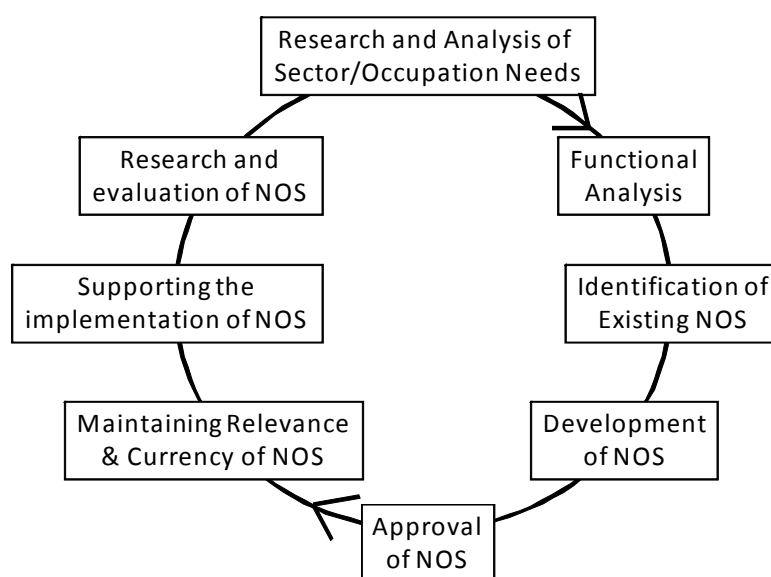 Research and Analysis of
Sector/Occupation Needs
Functional
Analysis
Identification of
Existing NOS
Development
of NOS
Approval
of NOS
Maintaining Relevance
& Currency of NOS
Supporting the
implementation of NOS
Research and
evaluation of NOS